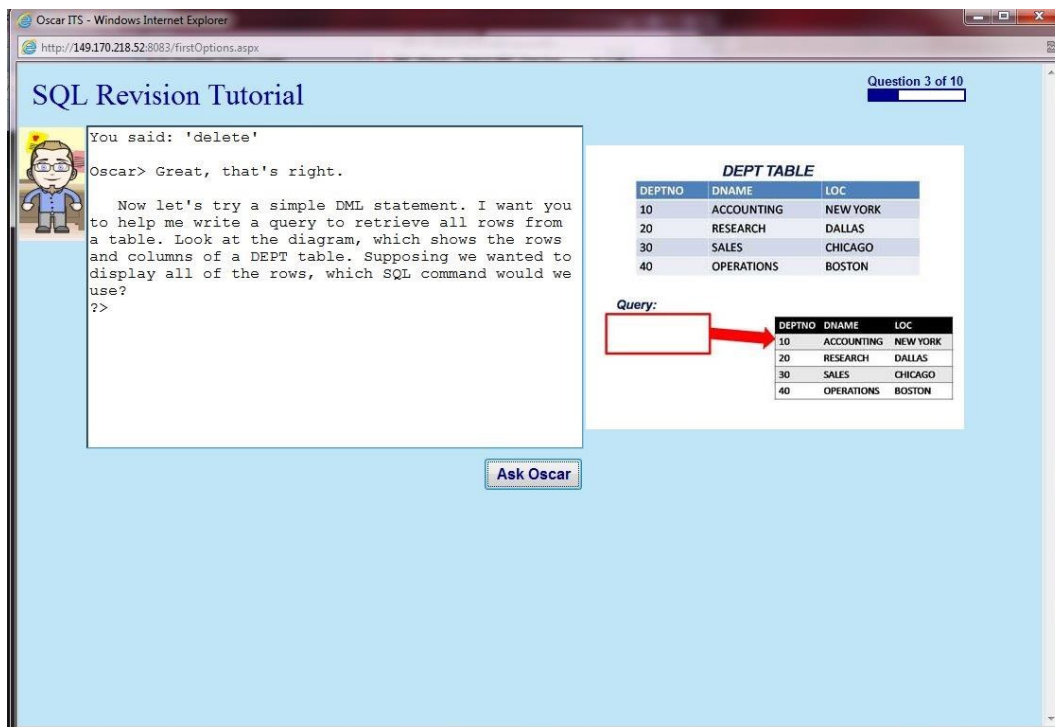 Oscar ITS - Windows Internet Explorer
http://149.170.218.52:8083/firstOptions.aspx
SQL Revision Tutorial
Question 3 of 10
You said: 'delete'
Oscar> Great, that's right.
Now let's try a simple DML statement. I want you
to help me write a query to retrieve all rows from
a table. Look at the diagram, which shows the rows
and columns of a DEPT table. Supposing we wanted to
display all of the rows, which SQL command would we
use?
?>
Ask Oscar
DEPT TABLE
DEPTNO DNAME LOC
10 ACCOUNTING NEW YORK
20 RESEARCH DALLAS
30 SALES CHICAGO
40 OPERATIONS BOSTON
Query:
DEPTNO DNAME LOC
10 ACCOUNTING NEW YORK
20 RESEARCH DALLAS
30 SALES CHICAGO
40 OPERATIONS BOSTON